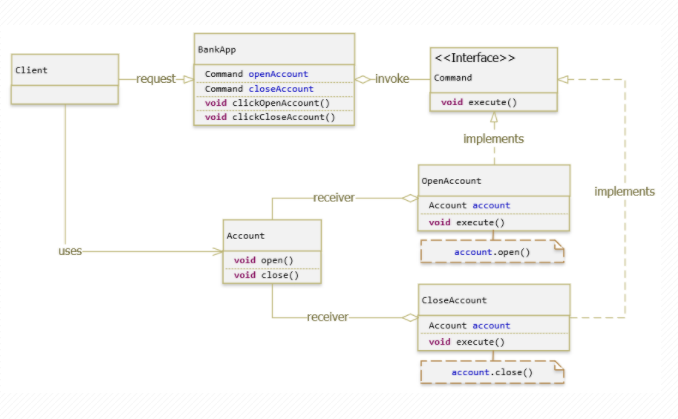 Client
request
BankApp
Command openAccount
Command closeAccount
void clickOpenAccount()
void clickCloseAccount()
invoke
<<Interface>>
Command
void execute()
implements
implements
OpenAccount
Account account
void execute()
account.open()
receiver
Account
void open()
void close()
uses
receiver
CloseAccount
Account account
void execute()
account.close()